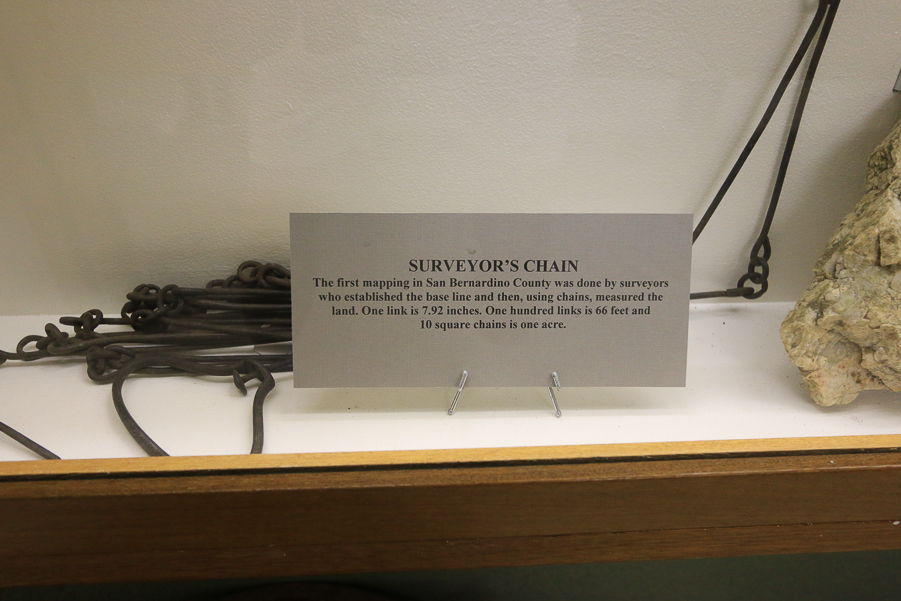 SURVEYOR'S CHAIN
The first mapping in San Bernardino County was done by surveyors
who established the base line and then, using chains, measured the
land. One link is 7.92 inches. One hundred links is 66 feet and
10 square chains is one acre.